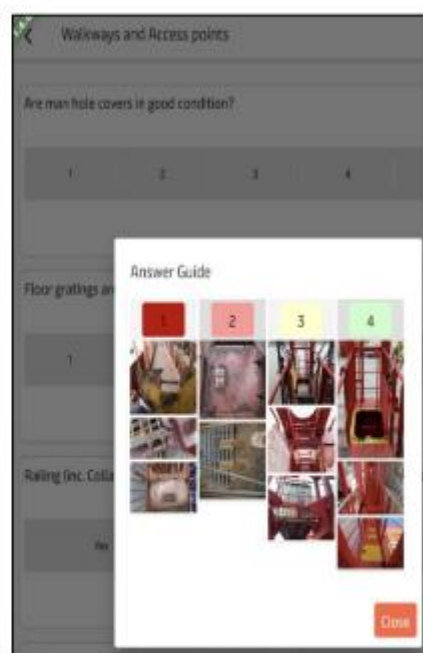 Walkways and Access points
Are man hole covers in good condition?
1 2 3 4
Floor gratings an
1
Railing (inc. Colla
Answer Guide
1 2 3 4
Close